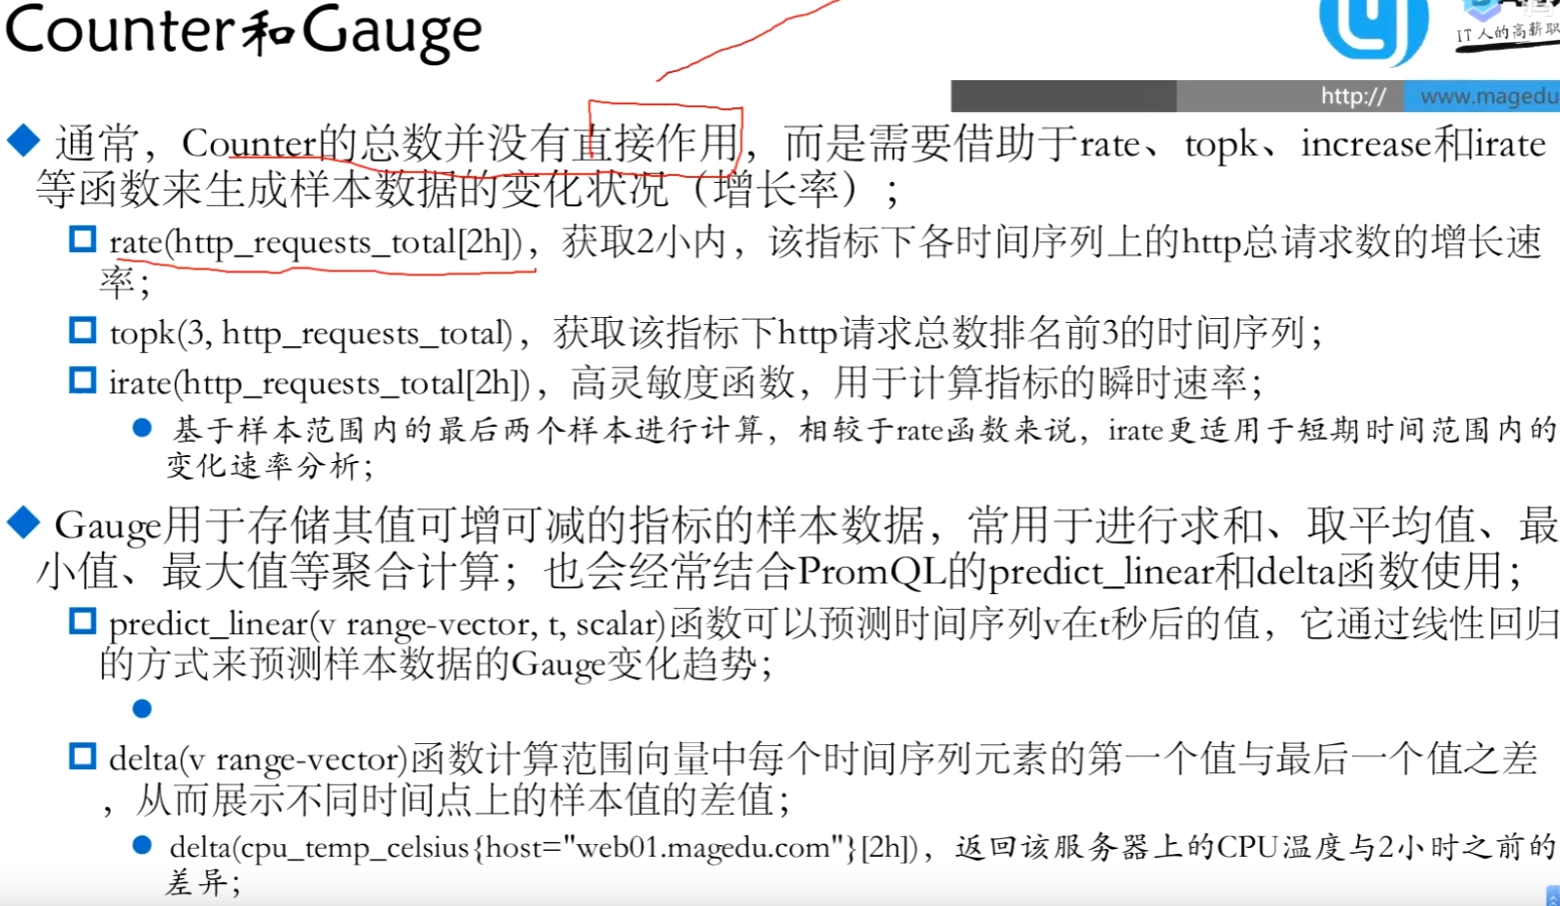 Counter和Gauge
IT人的高薪职
http:// www.magedu
通常，Counter的总数并没有直接作用，而是需要借助于rate、topk、increase和irate
等函数来生成样本数据的变化状况（增长率）；
rate(http_requests_total[2h])，获取2小内，该指标下各时间序列上的http总请求数的增长速
率；
topk(3, http_requests_total)，获取该指标下http请求总数排名前3的时间序列；
irate(http_requests_total[2h])，高灵敏度函数，用于计算指标的瞬时速率；
基于样本范围内的最后两个样本进行计算，相较于rate函数来说，irate更适用于短期时间范围内的
变化速率分析；
Gauge用于存储其值可增可减的指标的样本数据，常用于进行求和、取平均值、最
小值、最大值等聚合计算；也会经常结合PromQL的predict_linear和delta函数使用；
predict_linear(v range-vector, t, scalar)函数可以预测时间序列v在t秒后的值，它通过线性回归
的方式来预测样本数据的Gauge变化趋势；
delta(v range-vector)函数计算范围向量中每个时间序列元素的第一个值与最后一个值之差
，从而展示不同时间点上的样本值的差值；
delta(cpu_temp_celsius{host="web01.magedu.com"}[2h])，返回该服务器上的CPU温度与2小时之前的
差异；